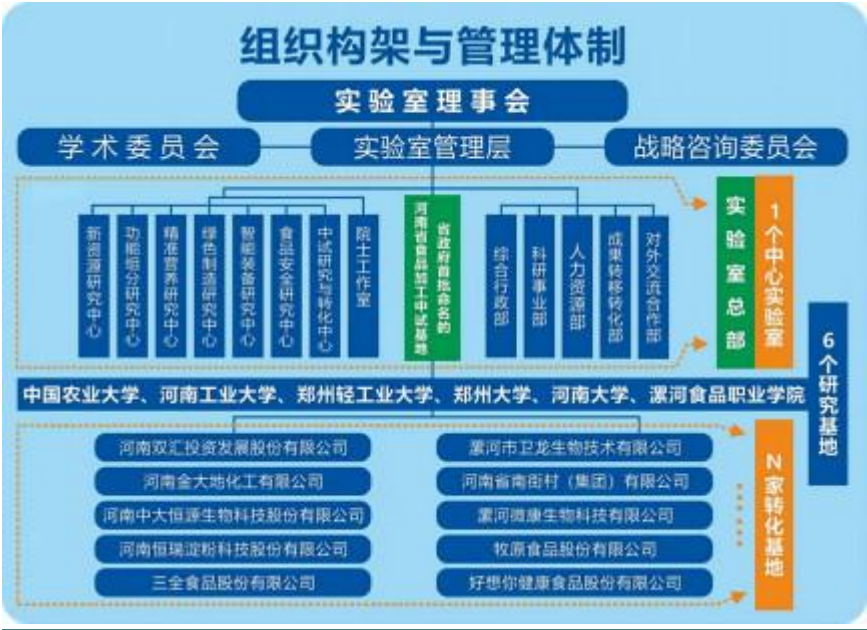 组织构架与管理体制
实验室理事会
学术委员会
实验室管理层
战略咨询委员会
新资源研究中心
功能组分研究中心
精准营养研究中心
绿色制造研究中心
智能装备研究中心
食品安全研究中心
中试研究与转化中心
院士工作室
省政府首批命名的
河南省食品加工中试基地
综合行政部
科研事业部
人力资源部
成果转移转化部
对外交流合作部
实验室总部
1个中心实验室
6个研究基地
中国农业大学、河南工业大学、郑州轻工业大学、郑州大学、河南大学、漯河食品职业学院
河南双汇投资发展股份有限公司
漯河市卫龙生物技术有限公司
河南金大地化工有限公司
河南省南街村（集团）有限公司
河南中大恒源生物科技股份有限公司
漯河微康生物科技有限公司
河南恒瑞淀粉科技股份有限公司
牧原食品股份有限公司
三全食品股份有限公司
好想你健康食品股份有限公司
N家转化基地